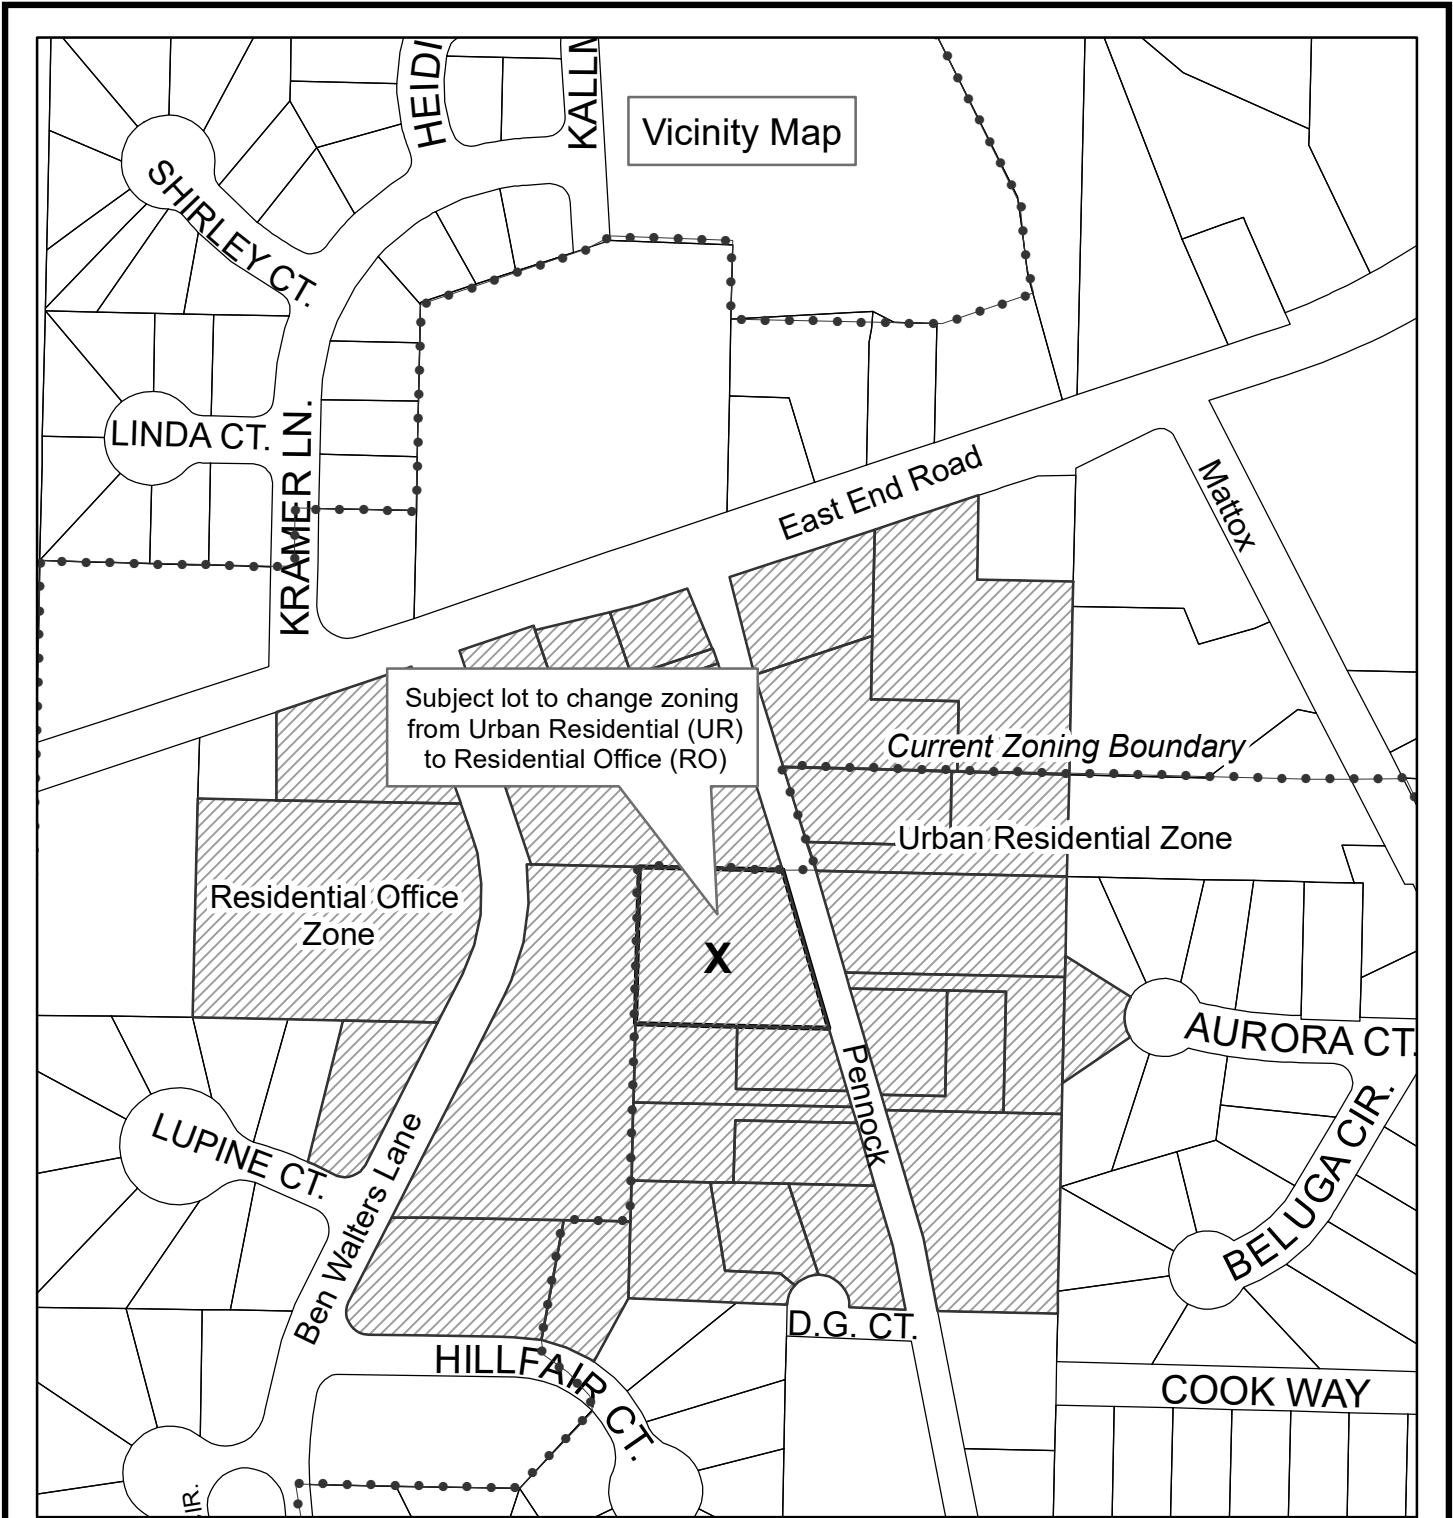 HEIDI
KALLN
Vicinity Map
SHIRLEY CT.
LINDA CT.
KRAMER LN.
East End Road
Mattox
Subject lot to change zoning
from Urban Residential (UR)
to Residential Office (RO)
Current Zoning Boundary
Urban Residential Zone
Residential Office
Zone
X
AURORA CT.
Pennock
LUPINE CT.
BELUGA CIR.
Ben Walters Lane
D.G. CT.
HILLFAIR CT.
COOK WAY
IR.